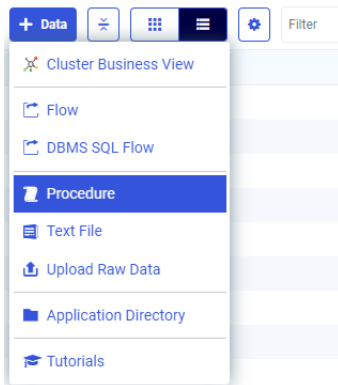 + Data
Filter
Cluster Business View
Flow
DBMS SQL Flow
Procedure
Text File
Upload Raw Data
Application Directory
Tutorials